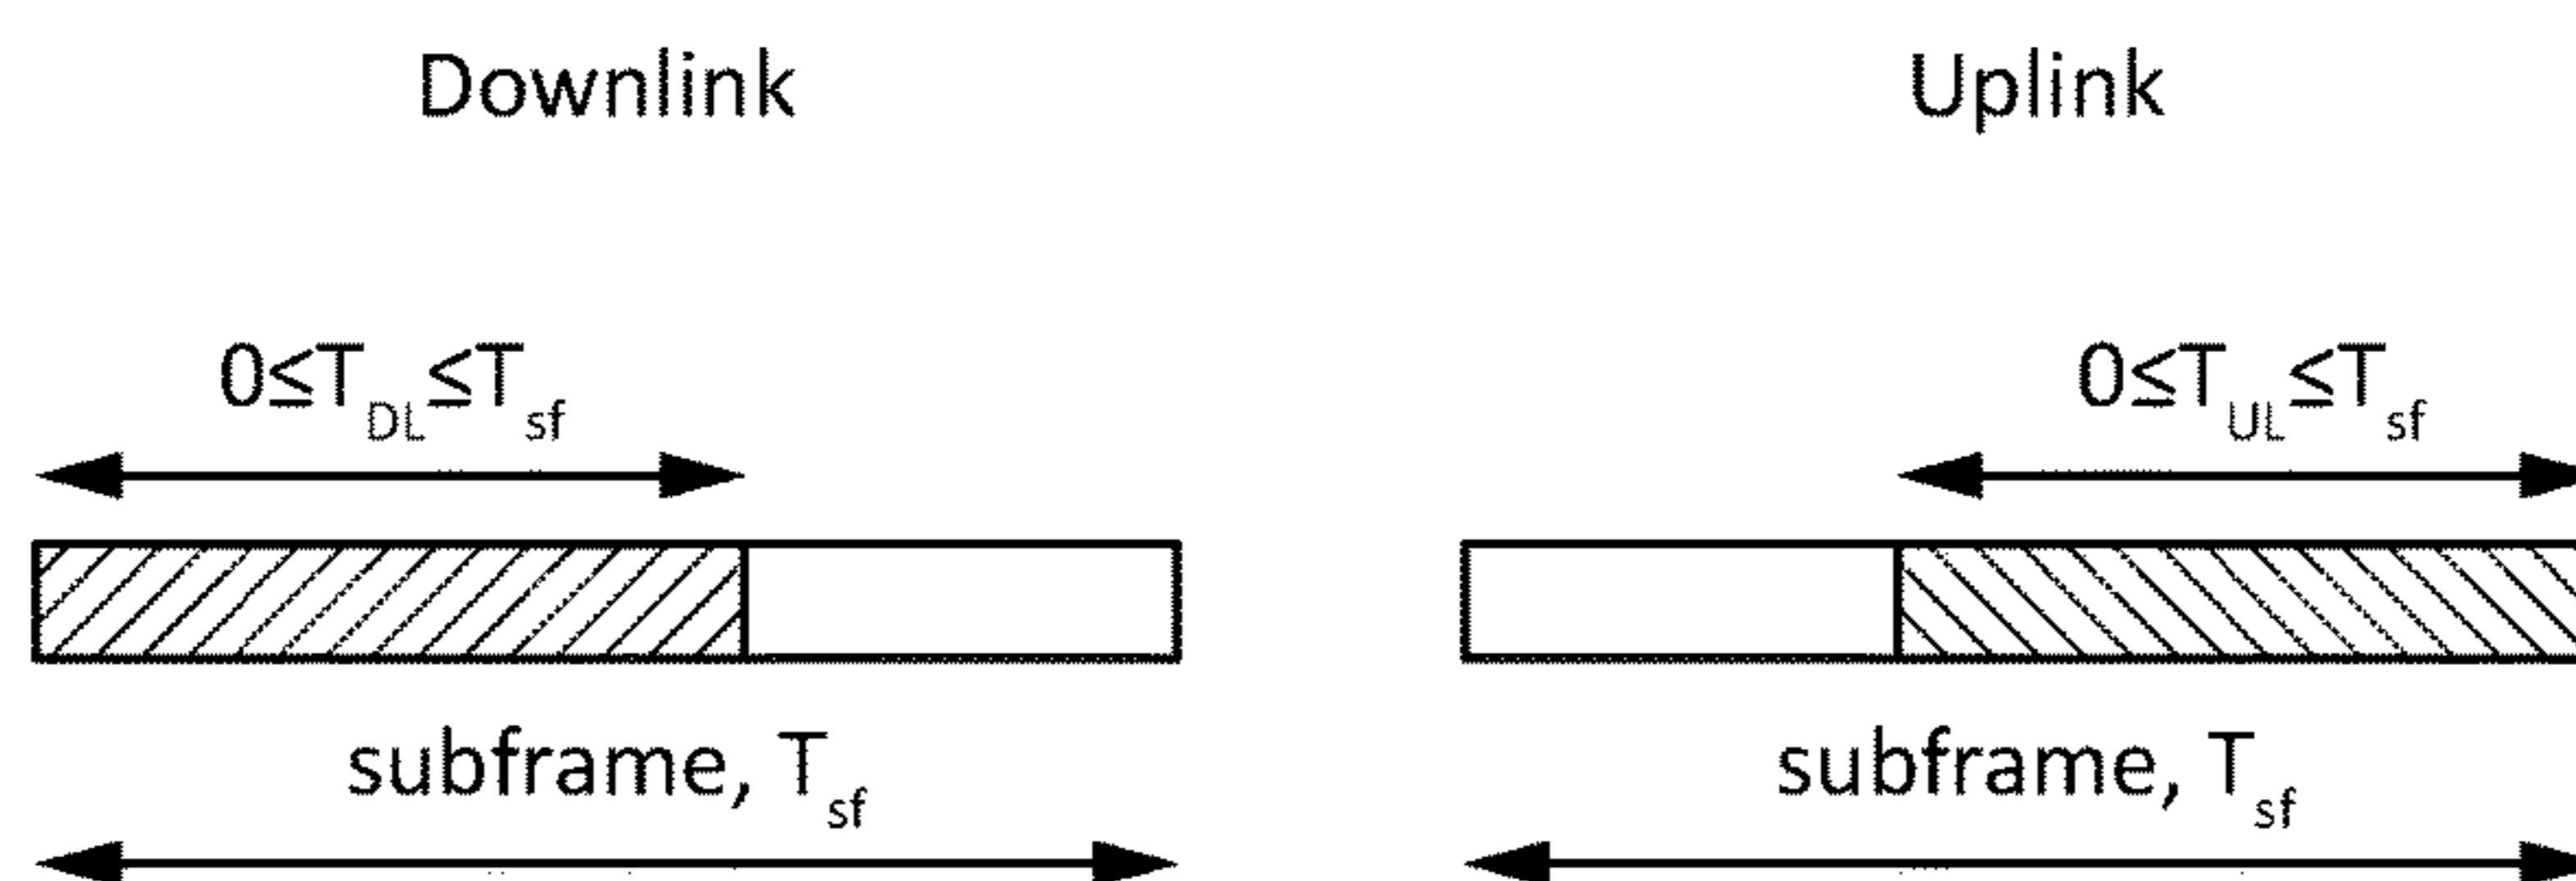 Downlink
Uplink
0≤T_DL≤T_sf
0≤T_UL≤T_sf
subframe, T_sf
subframe, T_sf